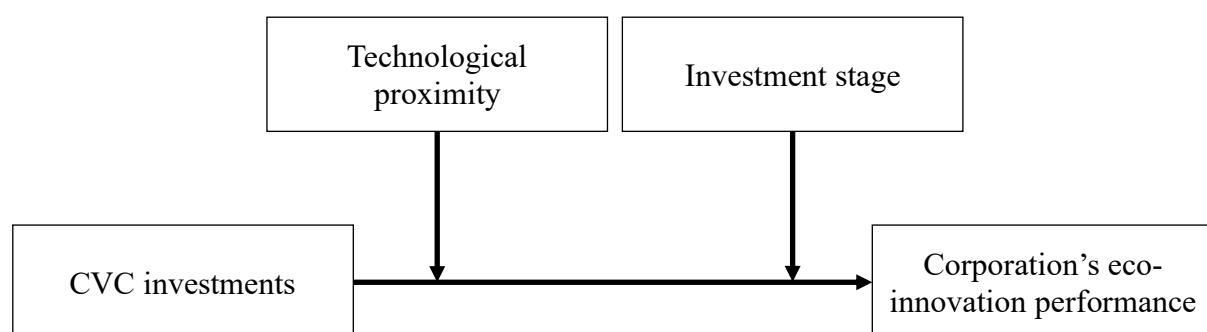 Technological
proximity
Investment stage
CVC investments
Corporation’s eco-
innovation performance